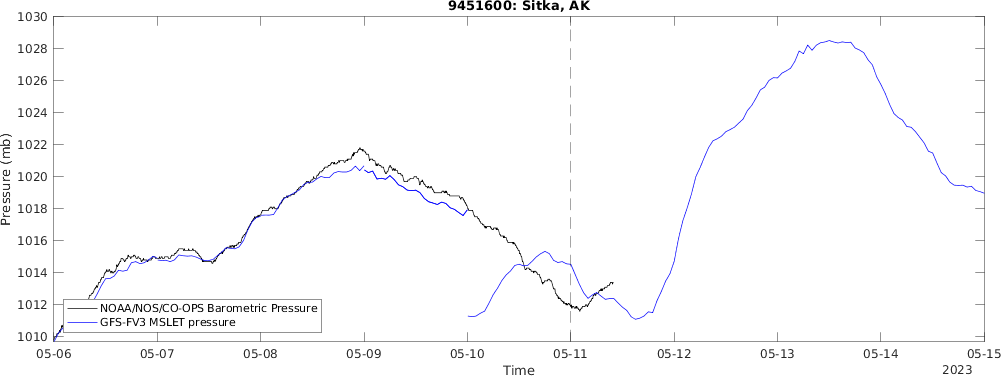 9451600: Sitka, AK
1030
1028
1026
1024
1022
1020
1018
1016
1014
1012
1010
Pressure (mb)
NOAA/NOS/CO-OPS Barometric Pressure
GFS-FV3 MSLET pressure
05-06 05-07 05-08 05-09 05-10 05-11 05-12 05-13 05-14 05-15
Time
2023